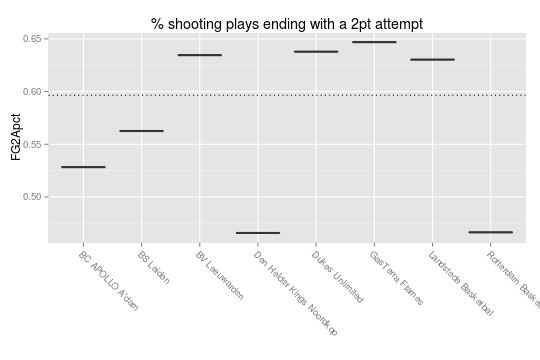 % shooting plays ending with a 2pt attempt
FG2Apct
0.65
0.60
0.55
0.50
BC APOLLO A'dam
BS Leiden
BV Leeuwarden
Den Helder Kings Noordkop
Dukes Unlimited
GasTerra Flames
Landstede Basketbal
Rotterdam